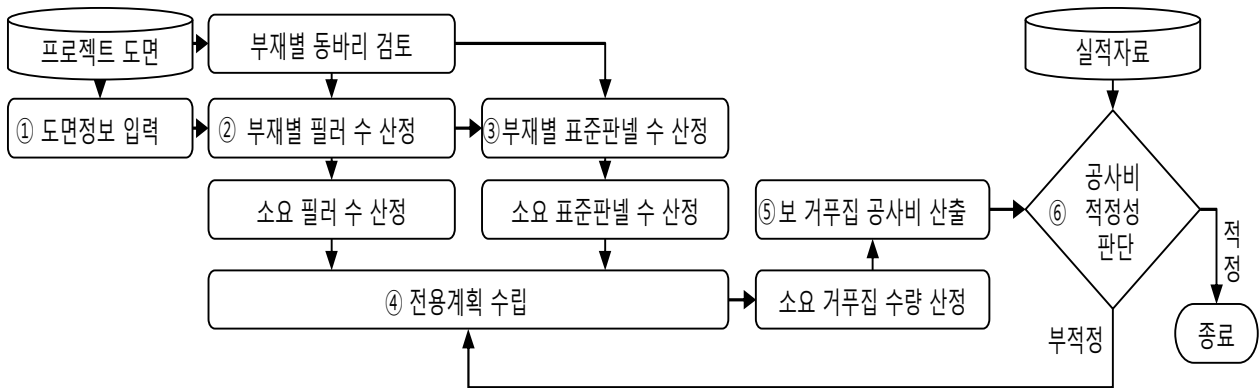 프로젝트 도면
부재별 동바리 검토
실적자료
① 도면정보 입력
② 부재별 필러 수 산정
③부재별 표준판넬 수 산정
소요 필러 수 산정
소요 표준판넬 수 산정
⑤보 거푸집 공사비 산출
⑥
공사비
적정성
판단
적
정
④ 전용계획 수립
소요 거푸집 수량 산정
부적정
종료